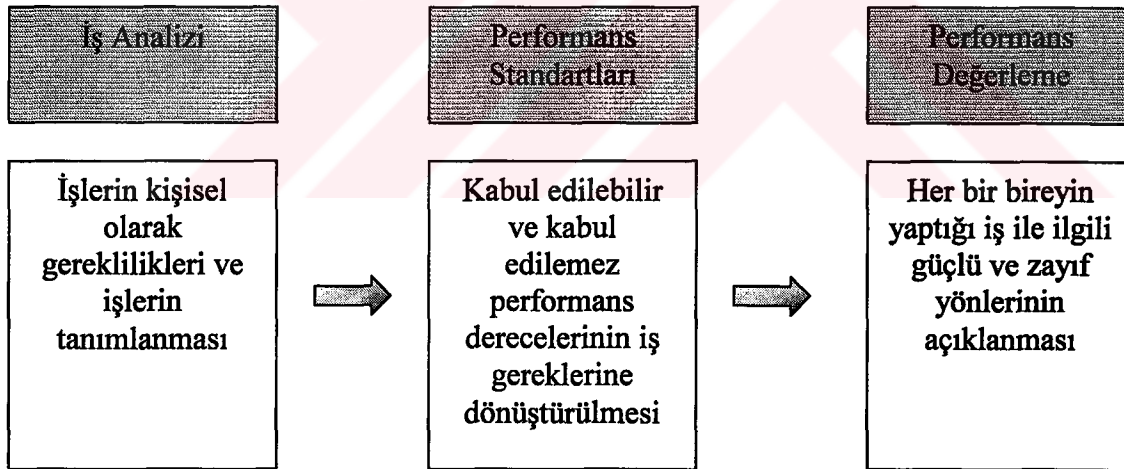 İş Analizi
Performans
Standartları
Performans
Değerleme
İşlerin kişisel
olarak
gereklilikleri ve
işlerin
tanımlanması
Kabul edilebilir
ve kabul
edilemez
performans
derecelerinin iş
gereklerine
dönüştürülmesi
Her bir bireyin
yaptığı iş ile ilgili
güçlü ve zayıf
yönlerinin
açıklanması